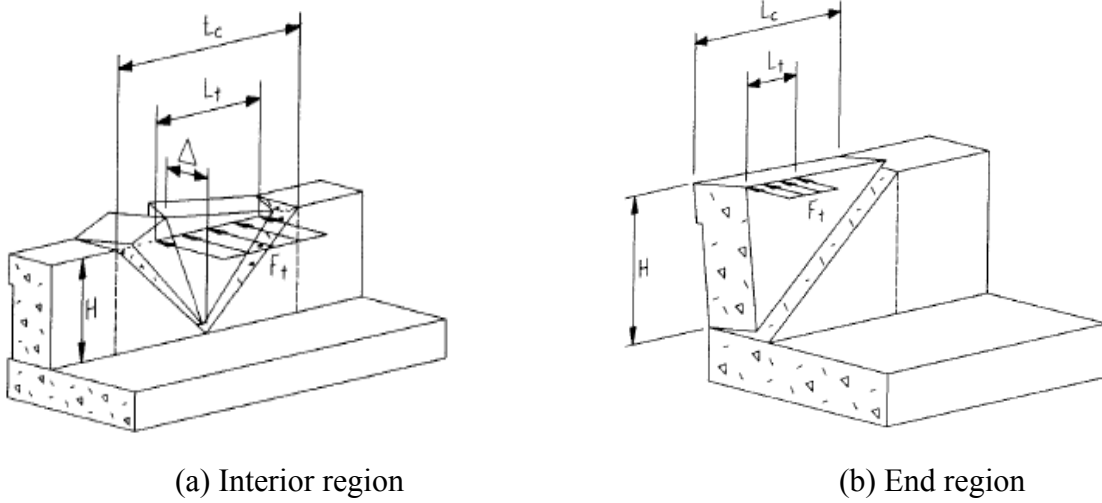 Lc
Lt
Δ
Ft
H
(a) Interior region
Lc
Lt
Ft
H
(b) End region